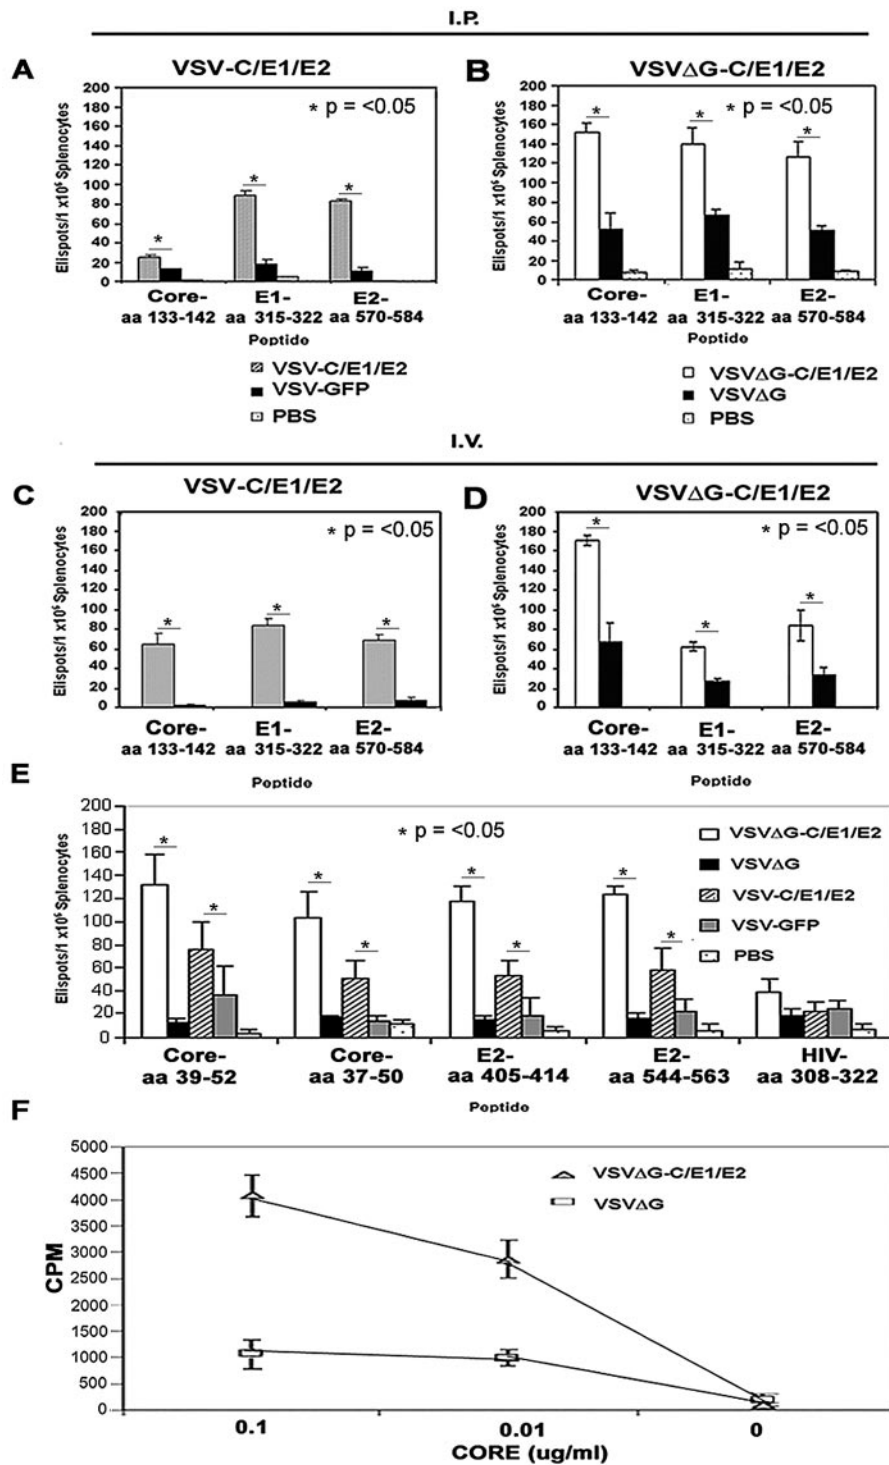 I.P.
A
VSV-C/E1/E2
* p = <0.05
Elispots/1 x10⁶ Splenocytes
200
180
160
140
120
100
80
60
40
20
0
* * *
Core- E1- E2-
aa 133-142 aa 315-322 aa 570-584
Peptide
VSV-C/E1/E2
VSV-GFP
PBS
B
VSVΔG-C/E1/E2
* p = <0.05
Elispots/1 x10⁶ Splenocytes
200
180
160
140
120
100
80
60
40
20
0
* * *
Core- E1- E2-
aa 133-142 aa 315-322 aa 570-584
Peptide
VSVΔG-C/E1/E2
VSVΔG
PBS
I.V.
C
VSV-C/E1/E2
* p = <0.05
Elispots/1 x10⁶ Splenocytes
200
180
160
140
120
100
80
60
40
20
0
* * *
Core- E1- E2-
aa 133-142 aa 315-322 aa 570-584
Peptide
D
VSVΔG-C/E1/E2
* p = <0.05
Elispots/1 x10⁶ Splenocytes
200
180
160
140
120
100
80
60
40
20
0
* * *
Core- E1- E2-
aa 133-142 aa 315-322 aa 570-584
Peptide
E
* p = <0.05
Elispots/1 x10⁶ Splenocytes
200
180
160
140
120
100
80
60
40
20
0
* * * * * * * *
VSVΔG-C/E1/E2
VSVΔG
VSV-C/E1/E2
VSV-GFP
PBS
Core- Core- E2- E2- HIV-
aa 39-52 aa 37-50 aa 405-414 aa 544-563 aa 308-322
Peptide
F
CPM
5000
4500
4000
3500
3000
2500
2000
1500
1000
500
0
VSVΔG-C/E1/E2
VSVΔG
0.1 0.01 0
CORE (ug/ml)